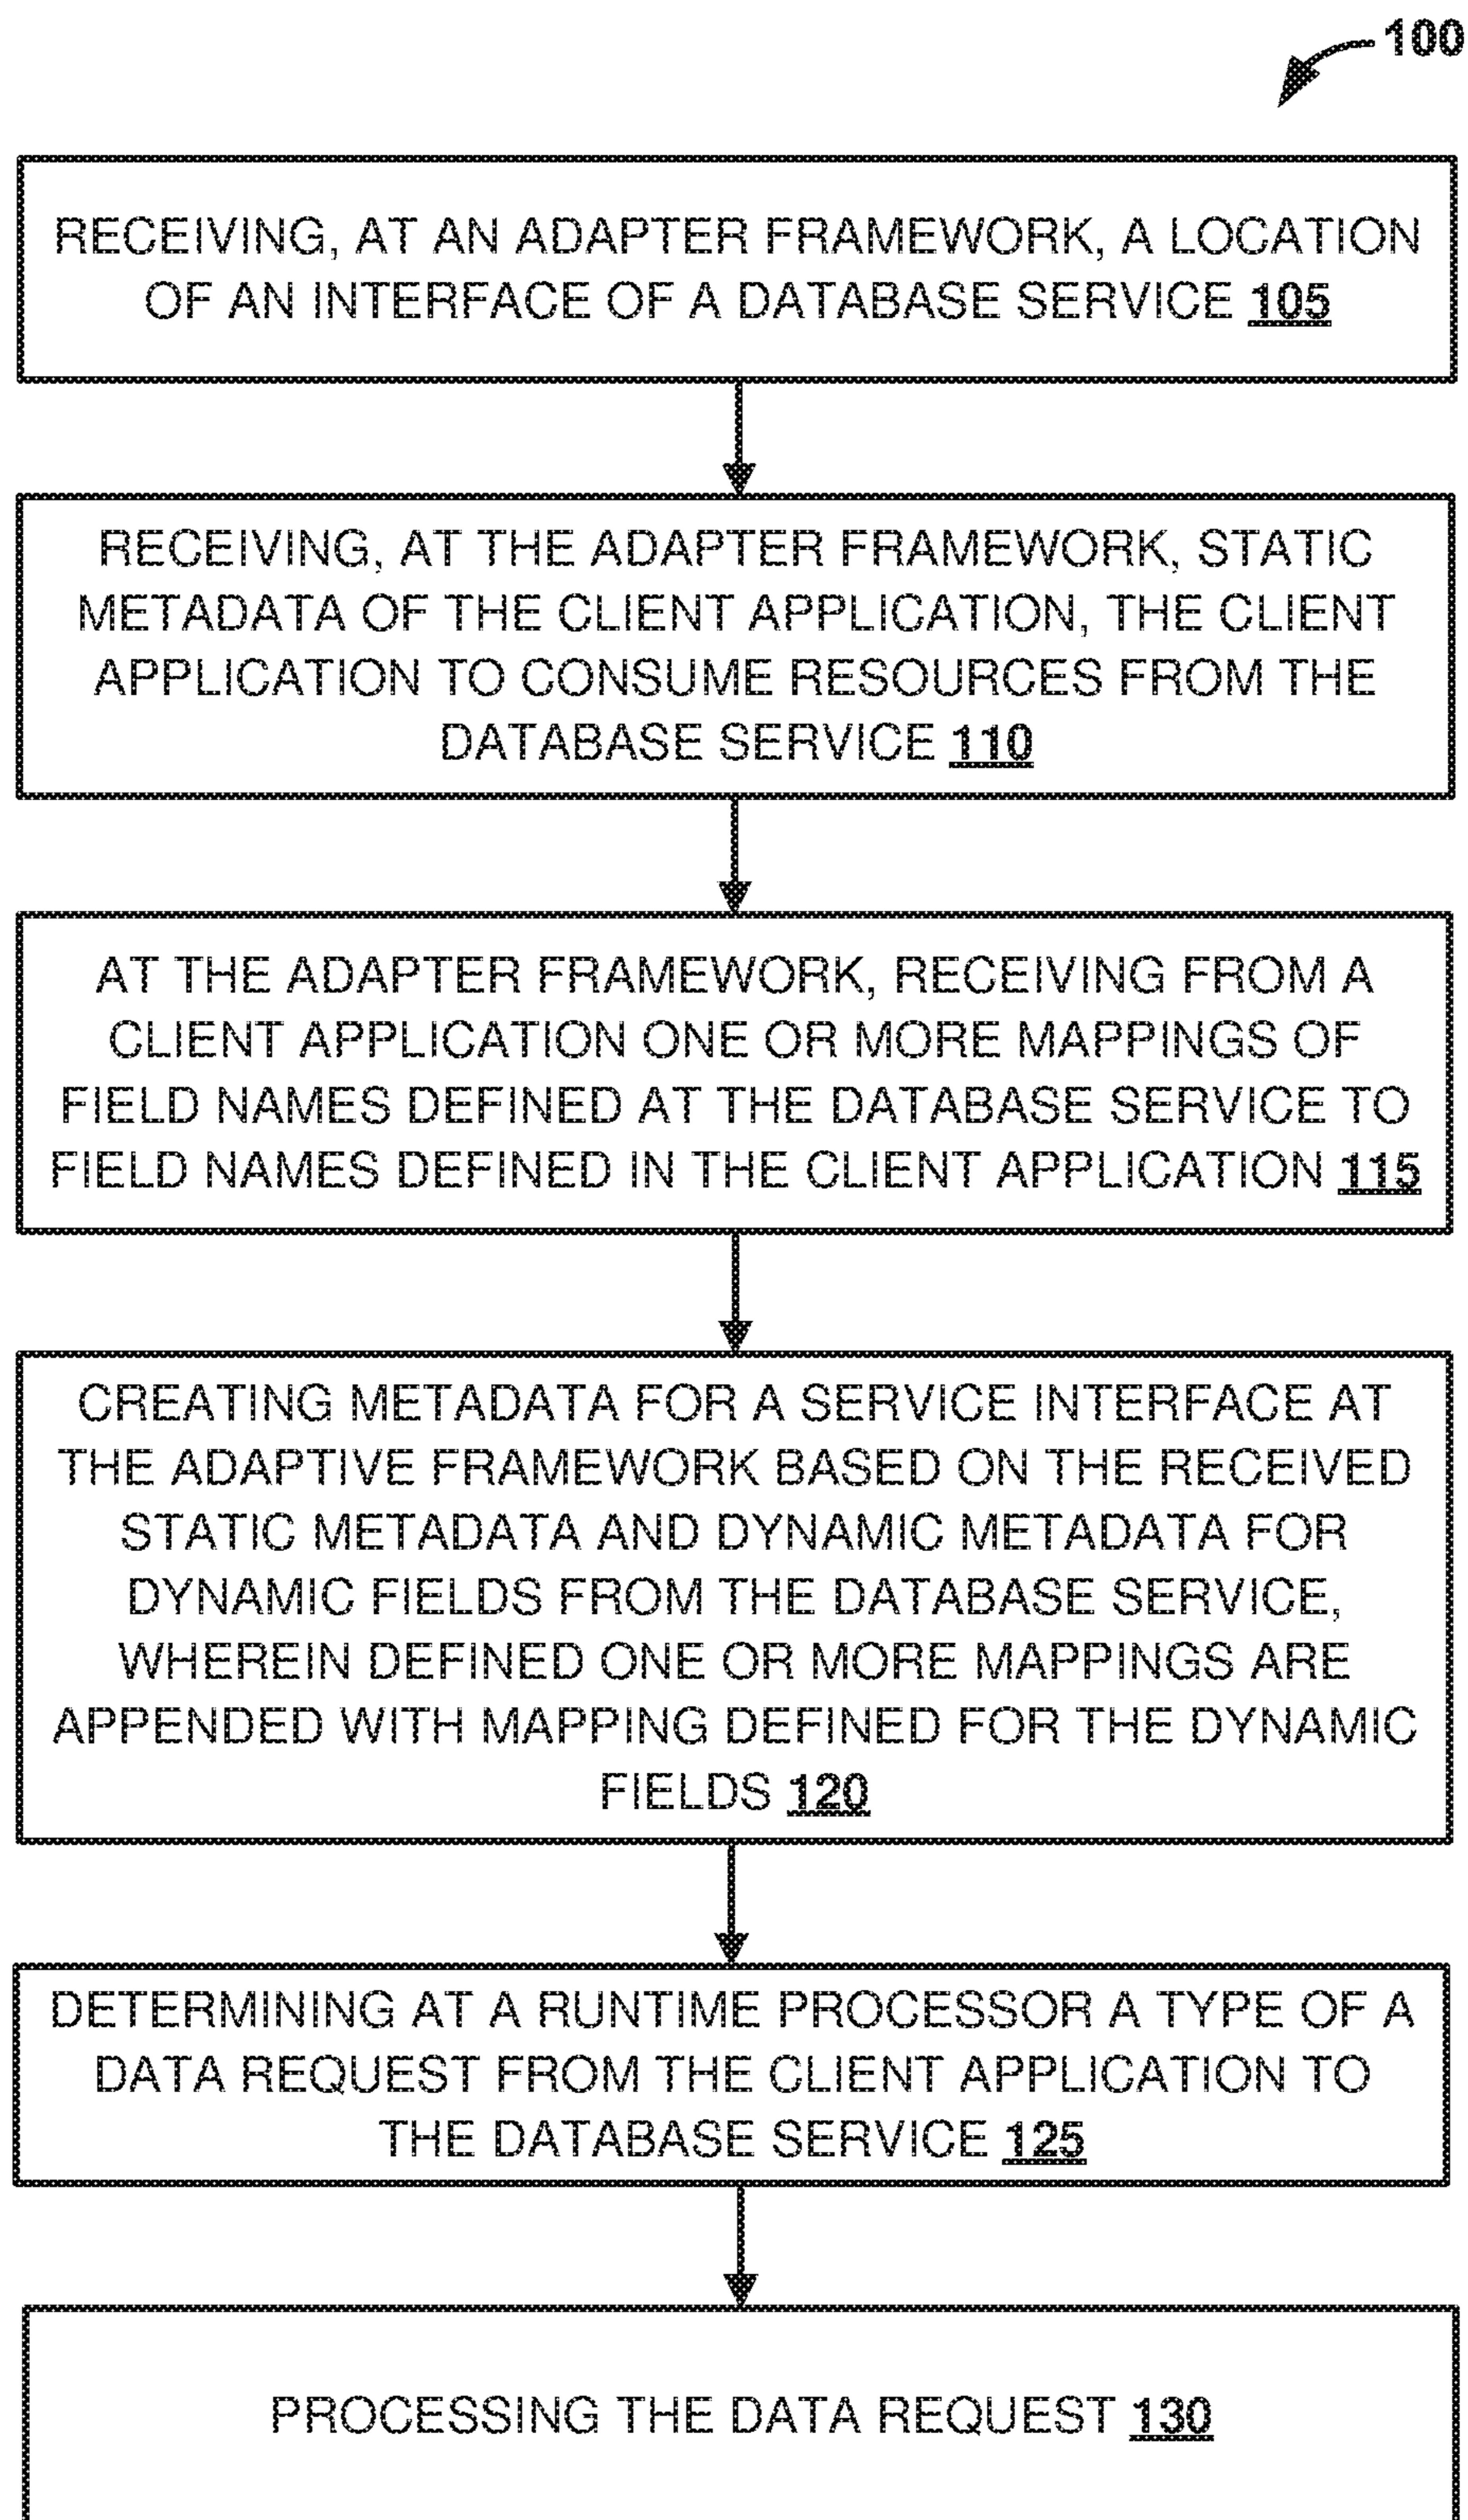 100
RECEIVING, AT AN ADAPTER FRAMEWORK, A LOCATION
OF AN INTERFACE OF A DATABASE SERVICE 105
RECEIVING, AT THE ADAPTER FRAMEWORK, STATIC
METADATA OF THE CLIENT APPLICATION, THE CLIENT
APPLICATION TO CONSUME RESOURCES FROM THE
DATABASE SERVICE 110
AT THE ADAPTER FRAMEWORK, RECEIVING FROM A
CLIENT APPLICATION ONE OR MORE MAPPINGS OF
FIELD NAMES DEFINED AT THE DATABASE SERVICE TO
FIELD NAMES DEFINED IN THE CLIENT APPLICATION 115
CREATING METADATA FOR A SERVICE INTERFACE AT
THE ADAPTIVE FRAMEWORK BASED ON THE RECEIVED
STATIC METADATA AND DYNAMIC METADATA FOR
DYNAMIC FIELDS FROM THE DATABASE SERVICE,
WHEREIN DEFINED ONE OR MORE MAPPINGS ARE
APPENDED WITH MAPPING DEFINED FOR THE DYNAMIC
FIELDS 120
DETERMINING AT A RUNTIME PROCESSOR A TYPE OF A
DATA REQUEST FROM THE CLIENT APPLICATION TO
THE DATABASE SERVICE 125
PROCESSING THE DATA REQUEST 130